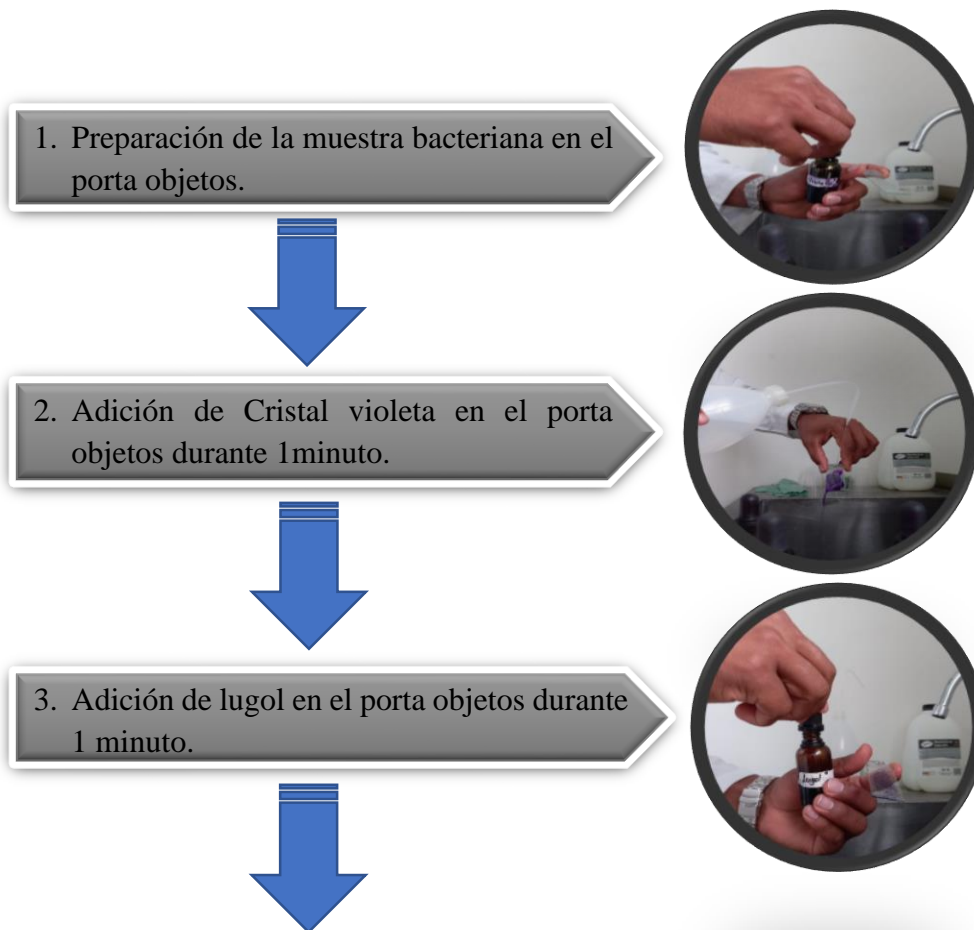 1. Preparación de la muestra bacteriana en el
porta objetos.
2. Adición de Cristal violeta en el porta
objetos durante 1minuto.
3. Adición de lugol en el porta objetos durante
1 minuto.